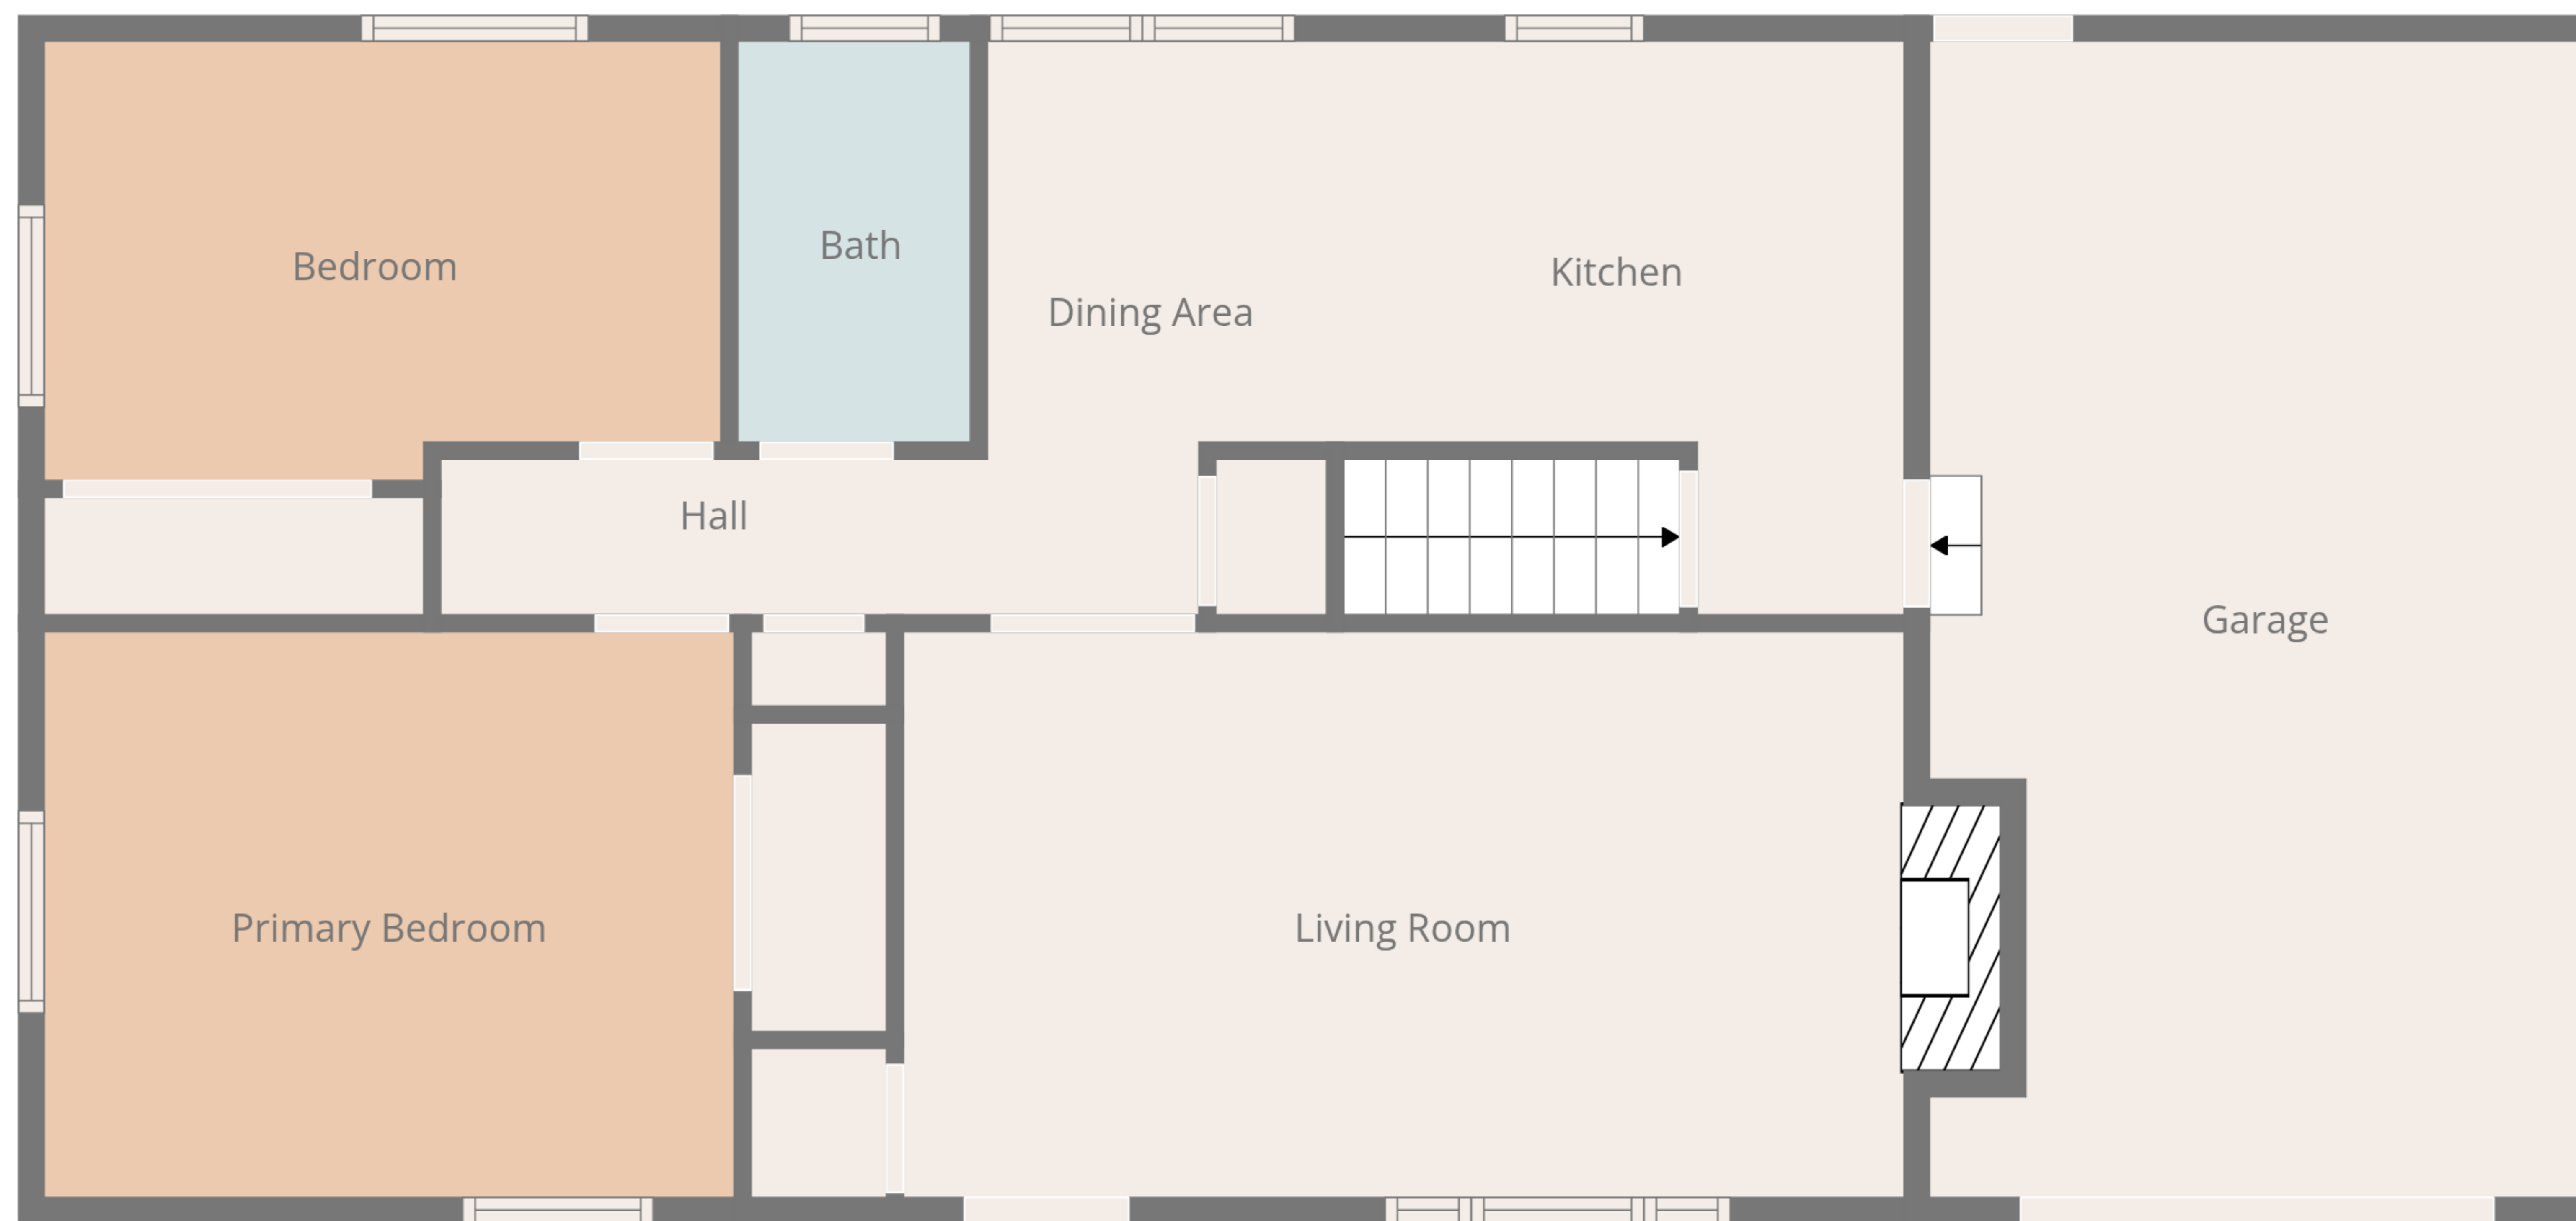 Bedroom
Bath
Kitchen
Dining Area
Hall
Garage
Primary Bedroom
Living Room